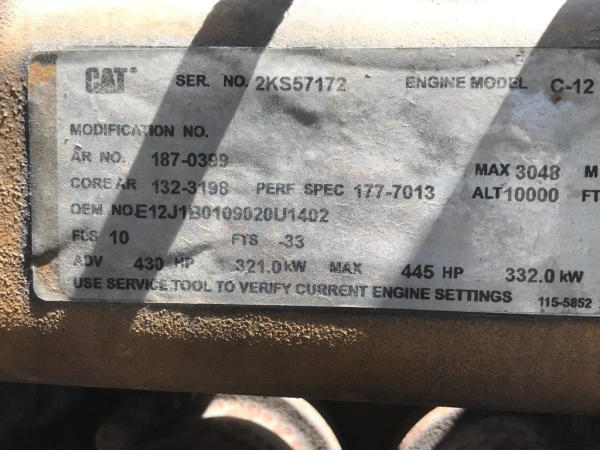 CAT SER. NO. 2KS57172 ENGINE MODEL C-12
MODIFICATION NO.
AR NO. 187-0399 MAX 3048 M
CORE AR 132-3198 PERF SPEC 177-7013 ALT 10000 FT
OEM NO. E12J1B0109020U1402
FLS 10 FTS -33
ADV 430 HP 321.0 kW MAX 445 HP 332.0 kW
USE SERVICE TOOL TO VERIFY CURRENT ENGINE SETTINGS 115-5852